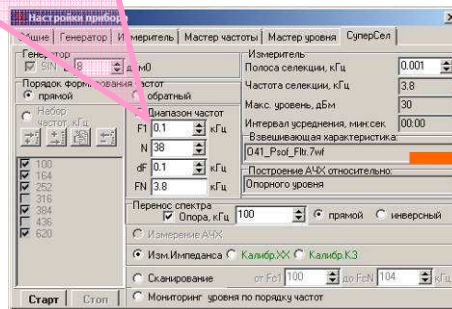 Настройки прибора
Общие Генератор Измеритель Мастер частоты Мастер уровня СуперСел
Генератор
SIN 8 дм0
Порядок формирования частот
прямой обратный
Набор
частот, кГц
100
164
252
316
384
436
620
Диапазон частот
F1 0.1 кГц
N 38
dF 0.1 кГц
FN 3.8 кГц
Измеритель
Полоса селекции, кГц 0.001
Частота селекции, кГц 3.8
Макс. уровень, дБм 30
Интервал усреднения, мин:сек 00:00
Взвешивающая характеристика:
041_Psof_Fltr.7wf
Построение АЧХ относительно:
Опорного уровня
Перенос спектра
Опора, кГц 100 прямой инверсный
Измерение АЧХ
Изм.Импеданса Калибр.ХХ Калибр.КЗ
Сканирование от Fc1 100 до FcN 104 кГц
Мониторинг уровня по порядку частот
Старт Стоп